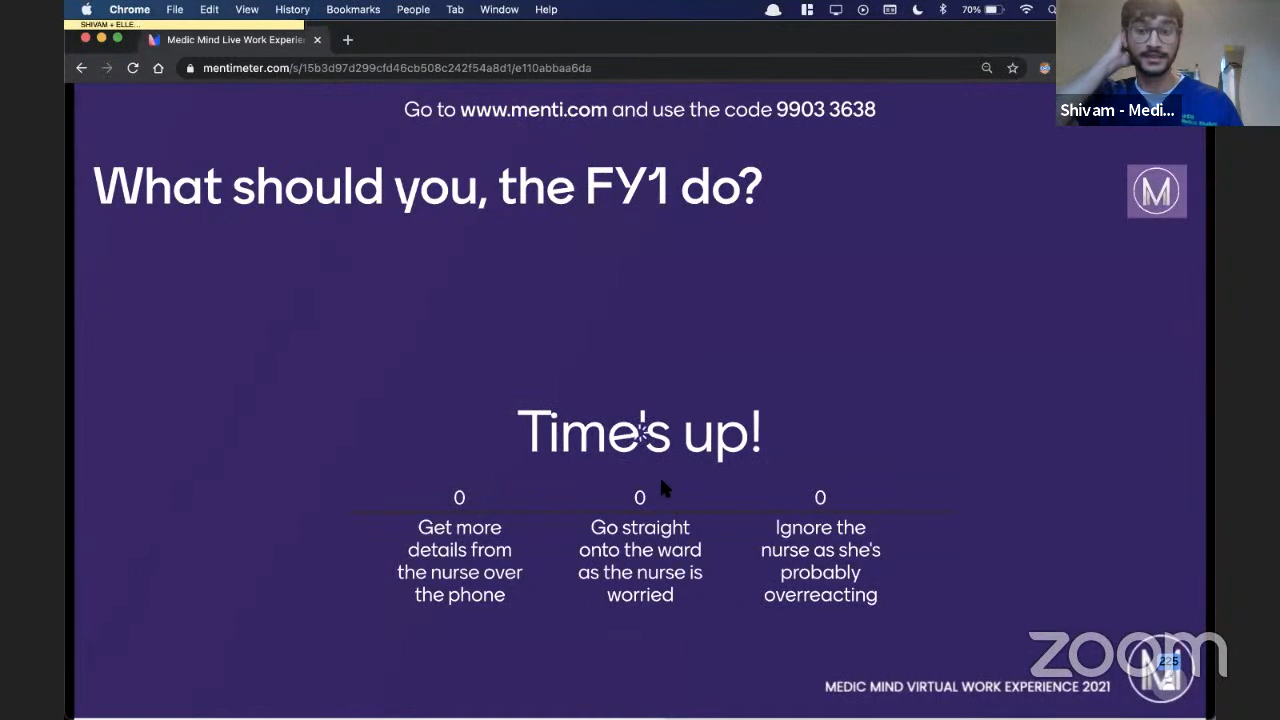 Chrome File Edit View History Bookmarks People Tab Window Help 70%
SHIVAM + ELLE...
Medic Mind Live Work Experie
mentimeter.com/s/15b3d97d299cfd46cb508c242f54a8d1/e110abbaa6da
Shivam - Medi...
Go to www.menti.com and use the code 9903 3638
What should you, the FY1 do?
M
Time's up!
0 0 0
Get more
details from
the nurse over
the phone
Go straight
onto the ward
as the nurse is
worried
Ignore the
nurse as she's
probably
overreacting
zoom
225
MEDIC MIND VIRTUAL WORK EXPERIENCE 2021